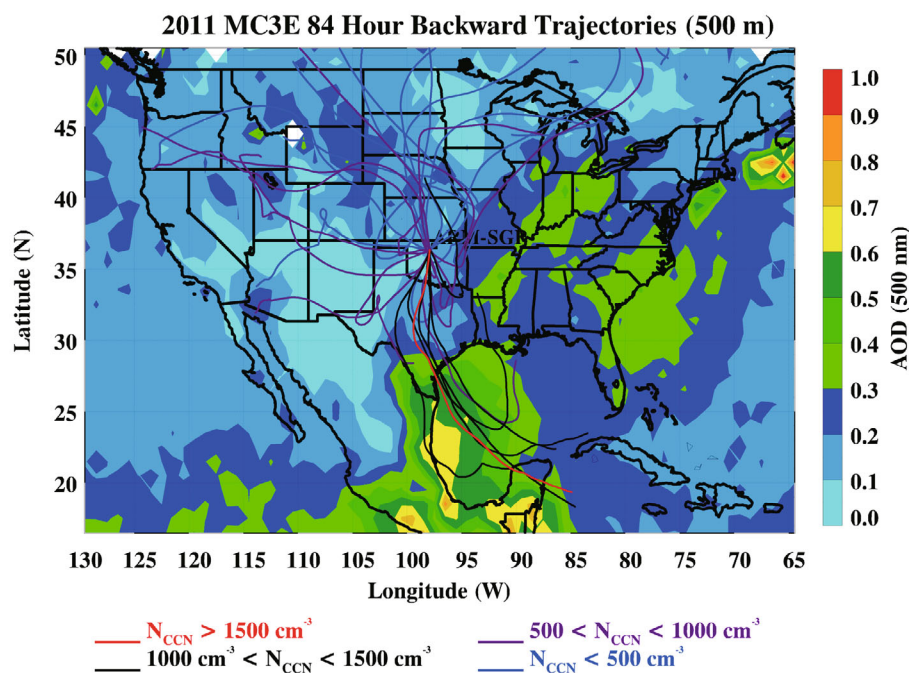 2011 MC3E 84 Hour Backward Trajectories (500 m)
50
45
40
35
30
25
20
Latitude (N)
ARM-SGP
130 125 120 115 110 105 100 95 90 85 80 75 70 65
Longitude (W)
1.0
0.9
0.8
0.7
0.6
0.5
0.4
0.3
0.2
0.1
0.0
AOD (500 nm)
N_CCN > 1500 cm⁻³
500 < N_CCN < 1000 cm⁻³
1000 cm⁻³ < N_CCN < 1500 cm⁻³
N_CCN < 500 cm⁻³